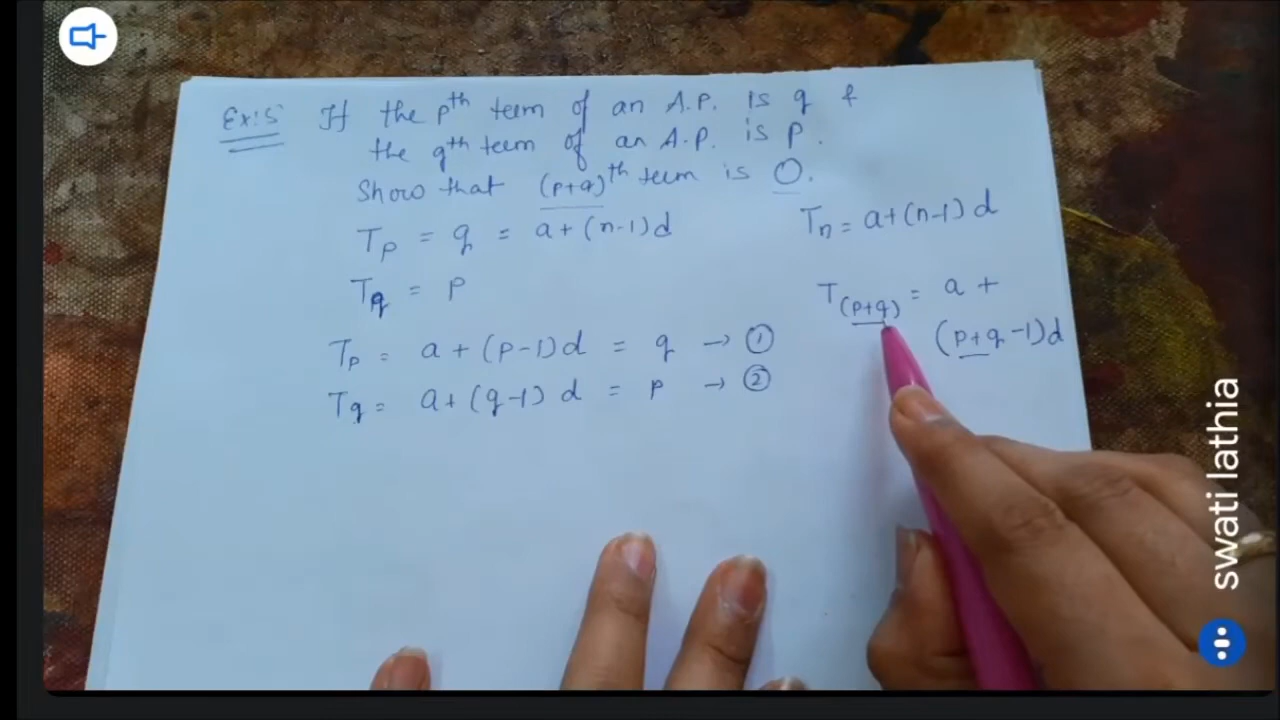 Ex:5 If the pth term of an A.P. is q &
the qth term of an A.P. is p.
Show that (p+q)th term is 0.
Tp = q = a+(n-1)d
Tn = a+(n-1)d
Tq = p
T(p+q) = a +
(p+q-1)d
Tp = a + (p-1)d = q → ①
Tq = a+(q-1) d = p → ②
swati lathia